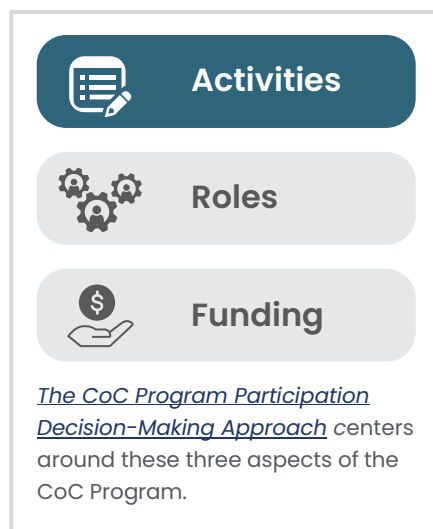 Activities
Roles
$
Funding
The CoC Program Participation
Decision-Making Approach centers
around these three aspects of the
CoC Program.